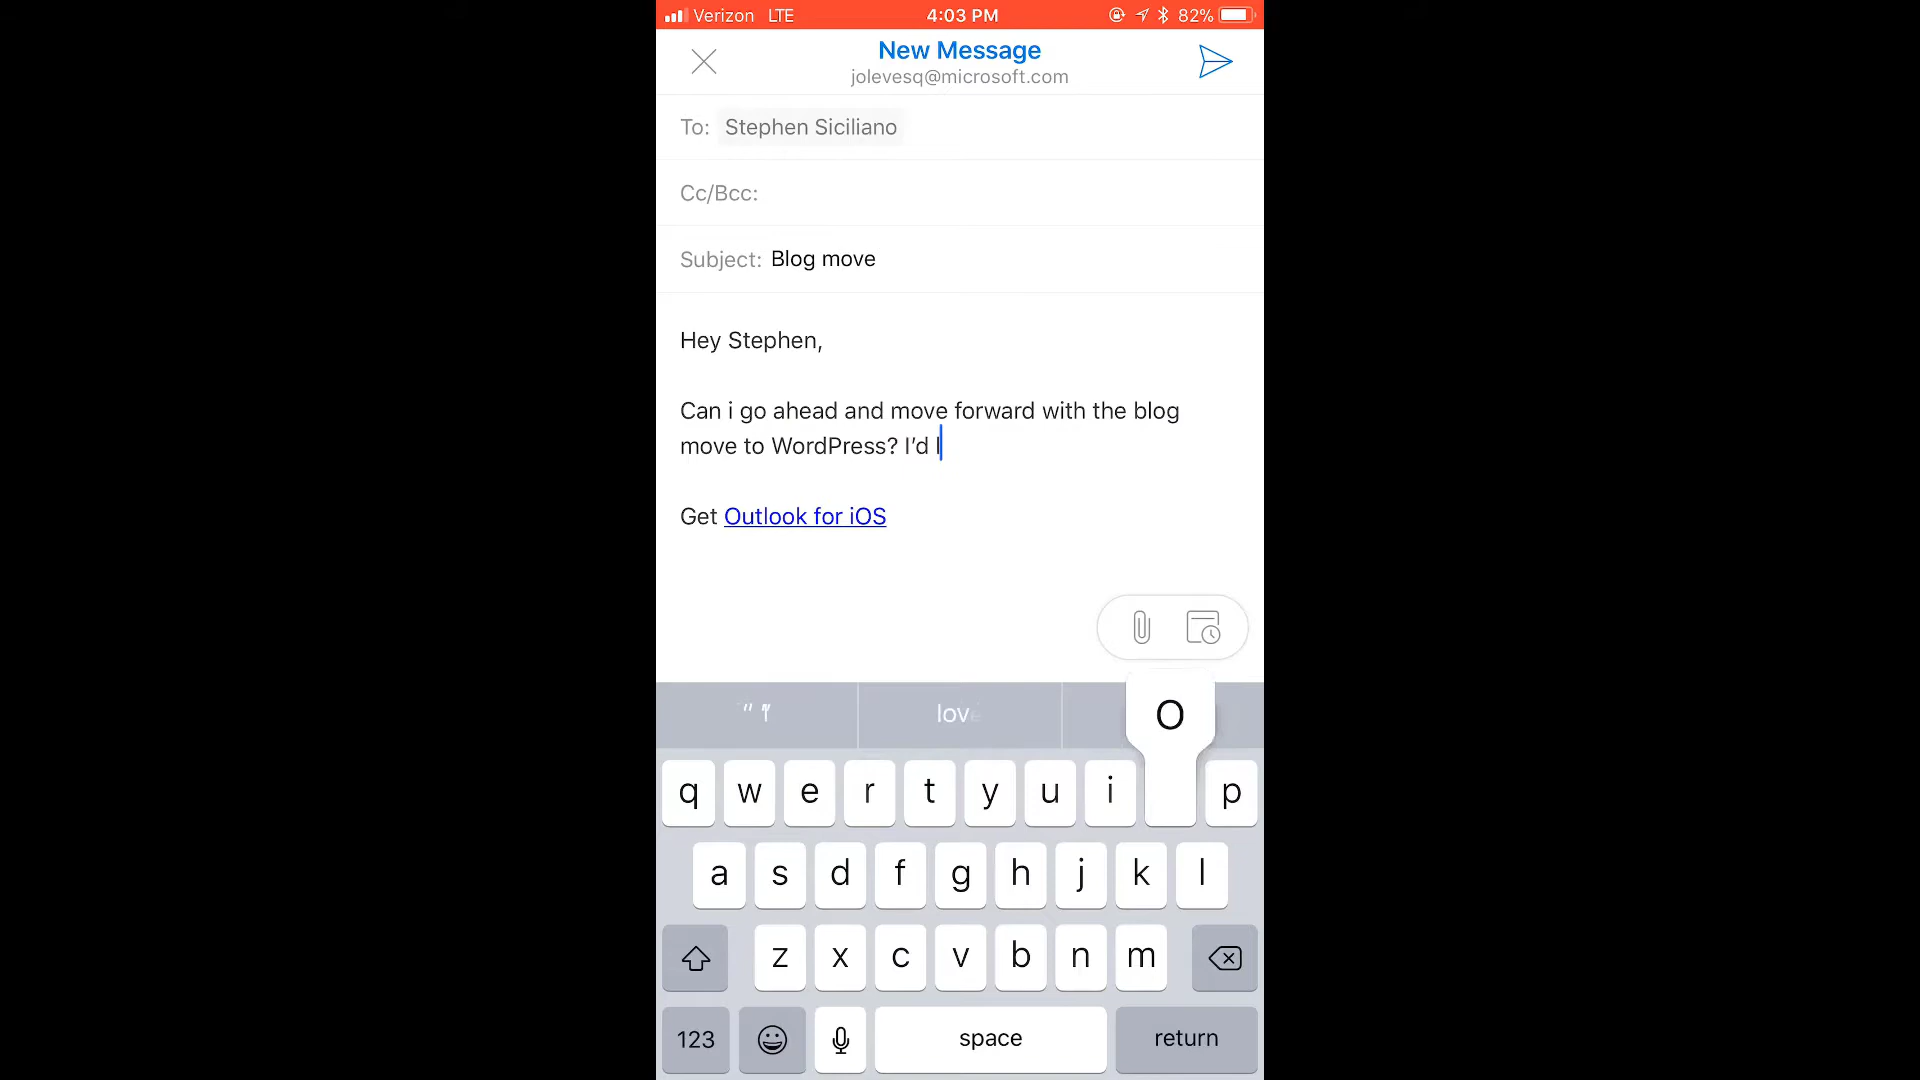 Verizon LTE 4:03 PM 82%
New Message
jolevesq@microsoft.com
To: Stephen Siciliano
Cc/Bcc:
Subject: Blog move
Hey Stephen,
Can i go ahead and move forward with the blog
move to WordPress? I’d l
Get Outlook for iOS
love
O
q w e r t y u i p
a s d f g h j k l
z x c v b n m
123 space return